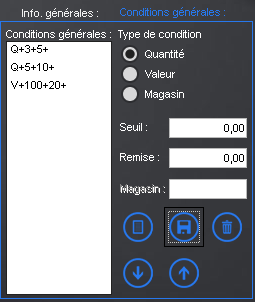 Info. générales : Conditions générales :
Conditions générales : Type de condition
Q+3+5+
Q+5+10+
V+100+20+
Quantité
Valeur
Magasin
Seuil : 0,00
Remise : 0,00
Magasin :